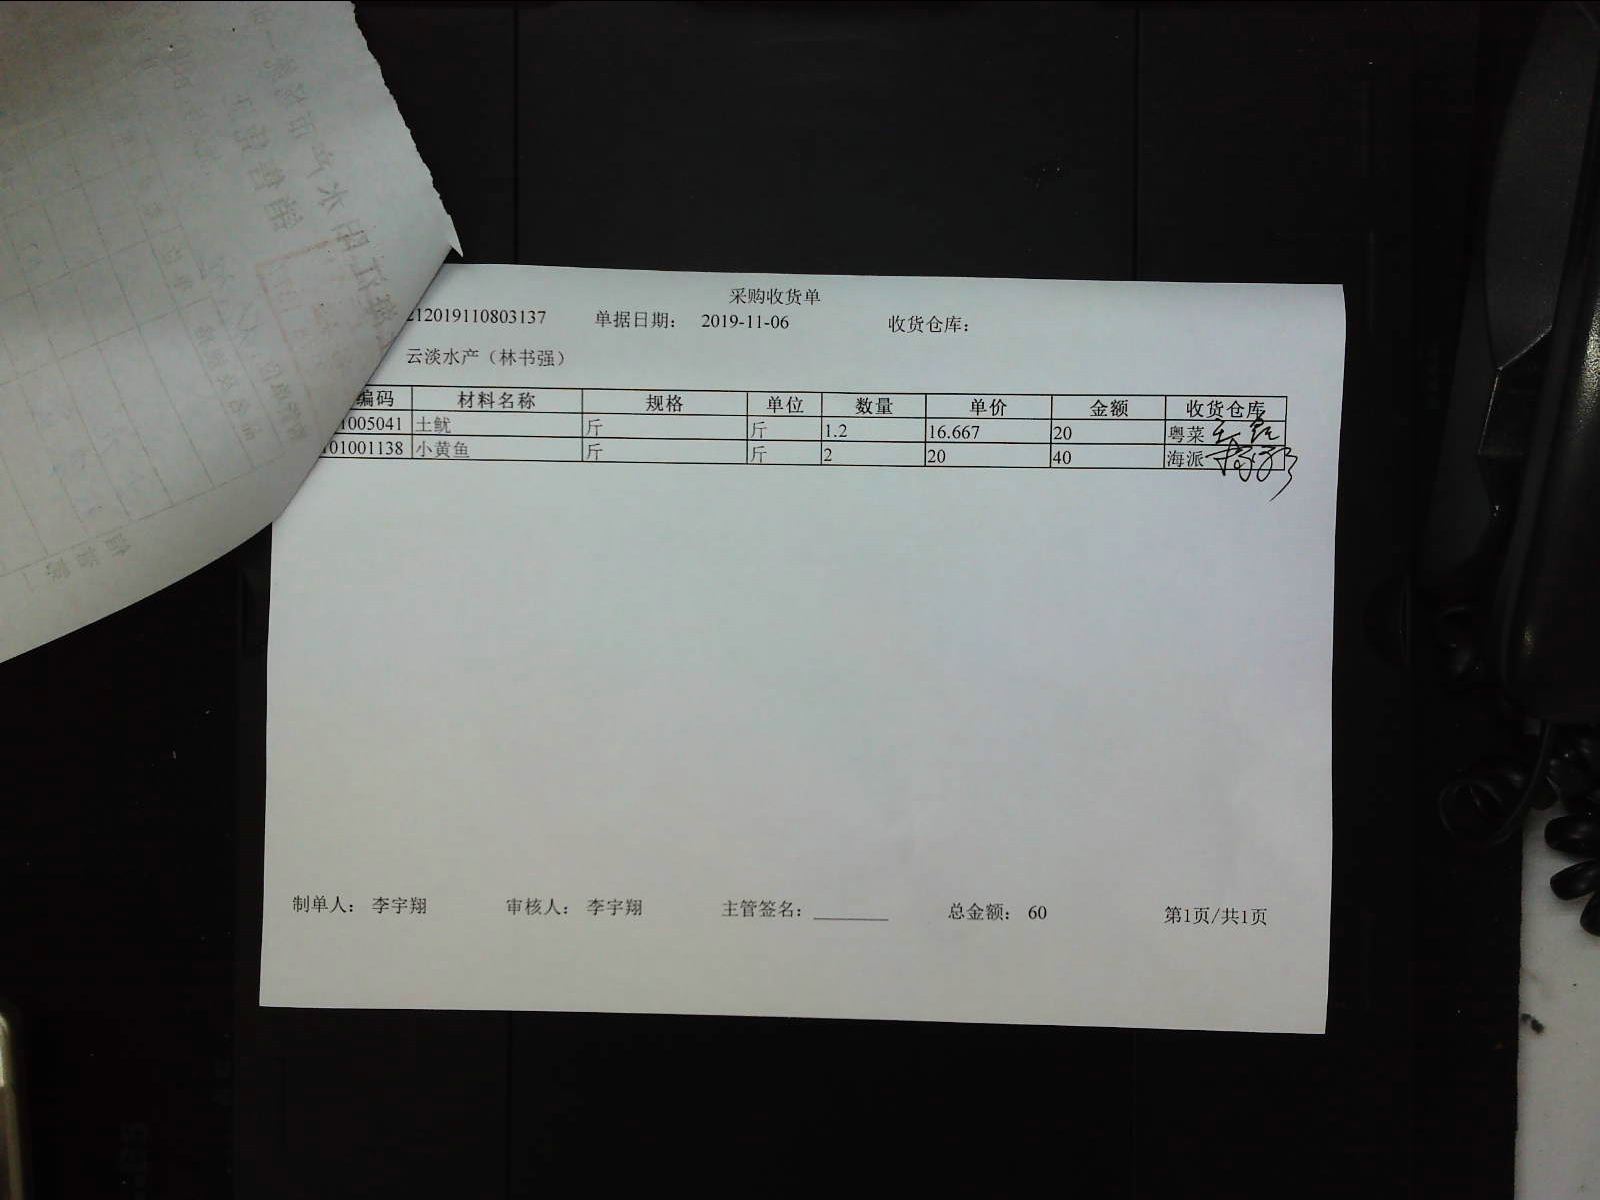 采购收货单
212019110803137 单据日期： 2019-11-06 收货仓库：
云淡水产（林书强）
编码 材料名称 规格 单位 数量 单价 金额 收货仓库
1005041 土鱿 斤 斤 1.2 16.667 20 粤菜
01001138 小黄鱼 斤 斤 2 20 40 海派
制单人： 李宇翔 审核人： 李宇翔 主管签名： 总金额： 60 第1页/共1页